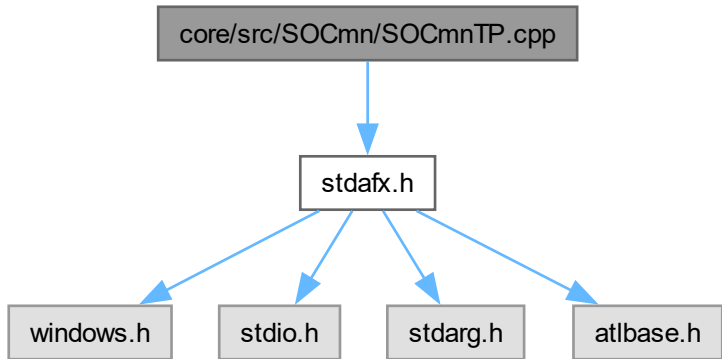 core/src/SOCmn/SOCmnTP.cpp
stdafx.h
windows.h
stdio.h
stdarg.h
atlbase.h